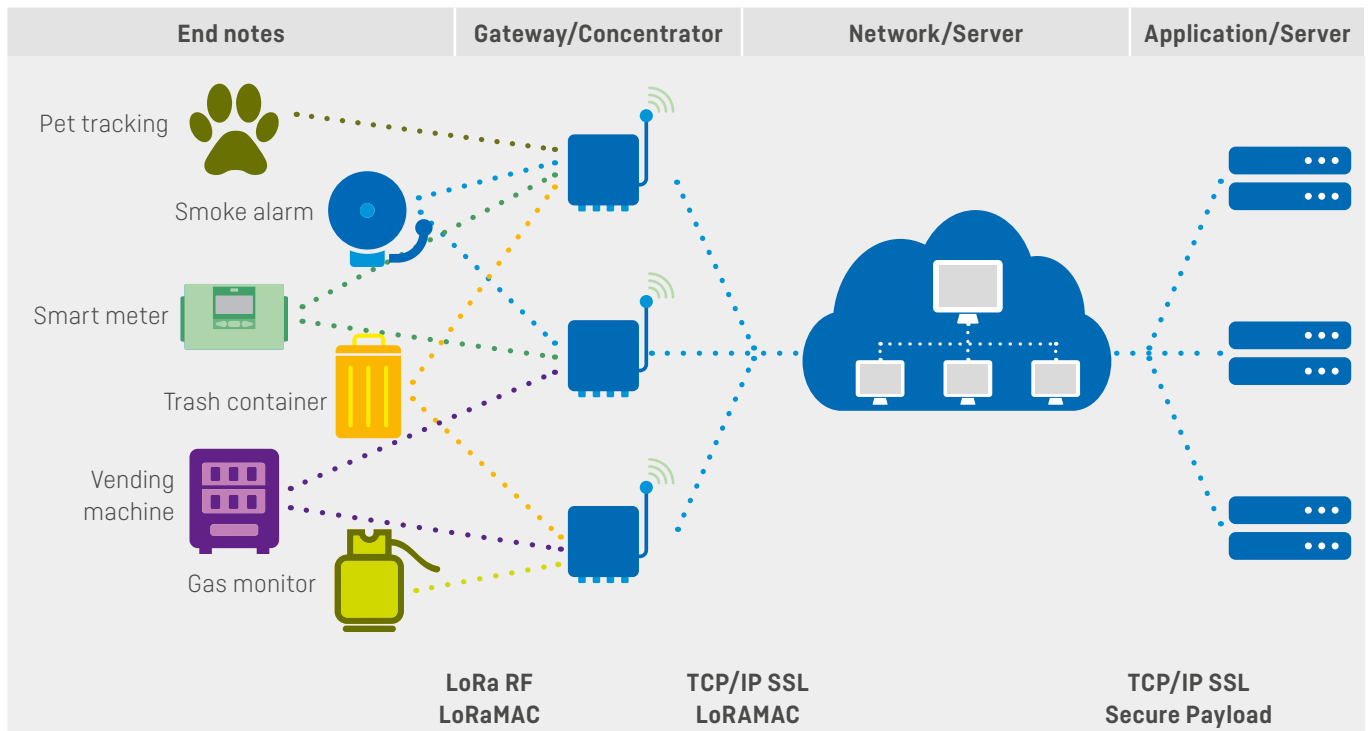 End notes
Gateway/Concentrator
Network/Server
Application/Server
Pet tracking
Smoke alarm
Smart meter
Trash container
Vending
machine
Gas monitor
LoRa RF
LoRaMAC
TCP/IP SSL
LoRAMAC
TCP/IP SSL
Secure Payload